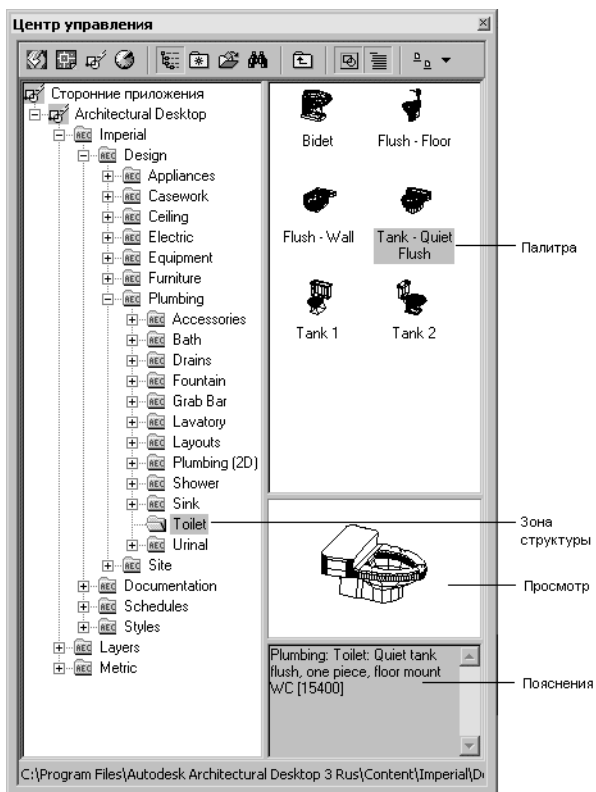 Центр управления
Сторонние приложения
Architectural Desktop
Imperial
Design
Appliances
Casework
Ceiling
Electric
Equipment
Furniture
Plumbing
Accessories
Bath
Drains
Fountain
Grab Bar
Lavatory
Layouts
Plumbing (2D)
Shower
Sink
Toilet
Urinal
Site
Documentation
Schedules
Styles
Layers
Metric
Bidet
Flush - Floor
Flush - Wall
Tank - Quiet
Flush
Tank 1
Tank 2
Plumbing: Toilet: Quiet tank
flush, one piece, floor mount
WC [15400]
C:\Program Files\Autodesk Architectural Desktop 3 Rus\Content\Imperial\D
Палитра
Зона
структуры
Просмотр
Пояснения